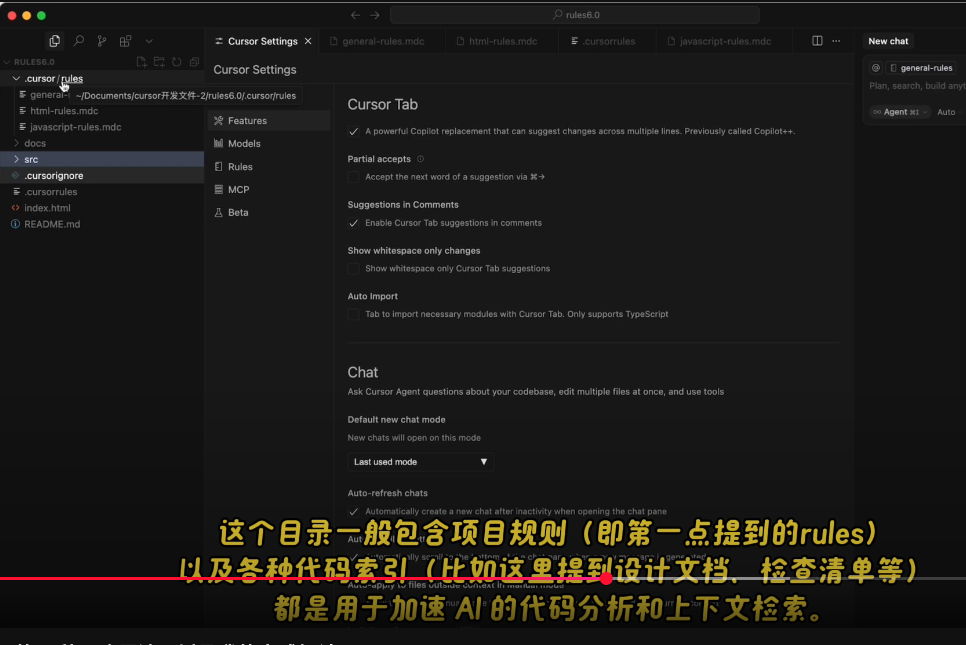 rules6.0
Cursor Settings
general-rules.mdc
html-rules.mdc
.cursorrules
javascript-rules.mdc
New chat
RULES6.0
.cursor/rules
general-
~/Documents/cursor开发文件-2/rules6.0/.cursor/rules
html-rules.mdc
javascript-rules.mdc
docs
src
.cursorignore
.cursorrules
index.html
README.md
Cursor Settings
Features
Models
Rules
MCP
Beta
Cursor Tab
A powerful Copilot replacement that can suggest changes across multiple lines. Previously called Copilot++.
Partial accepts
Accept the next word of a suggestion via ⌘→
Suggestions in Comments
Enable Cursor Tab suggestions in comments
Show whitespace only changes
Show whitespace only Cursor Tab suggestions
Auto Import
Tab to import necessary modules with Cursor Tab. Only supports TypeScript
Chat
Ask Cursor Agent questions about your codebase, edit multiple files at once, and use tools
Default new chat mode
New chats will open on this mode
Last used mode
Auto-refresh chats
Automatically create a new chat after inactivity when opening the chat pane
这个目录一般包含项目规则（即第一点提到的rules）
以及各种代码索引（比如这里提到设计文档、检查清单等）
Auto-apply to files outside context in Manual mode
都是用于加速 AI 的代码分析和上下文检索。
general-rules
Plan, search, build anyt
Agent ⌘I
Auto